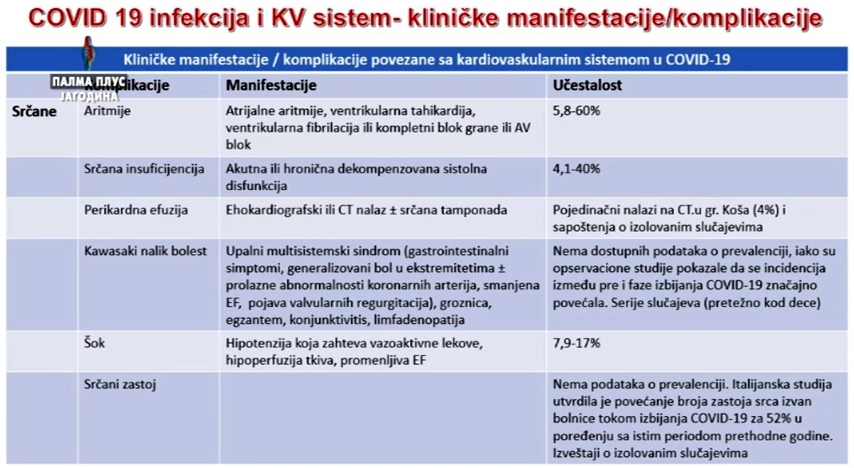 COVID 19 infekcija i KV sistem- kliničke manifestacije/komplikacije
Kliničke manifestacije / komplikacije povezane sa kardiovaskularnim sistemom u COVID-19
ПАЛМА ПЛУС
ЈАГОДИНА
Komplikacije
Manifestacije
Učestalost
Srčane
Aritmije
Atrijalne aritmije, ventrikularna tahikardija,
ventrikularna fibrilacija ili kompletni blok grane ili AV
blok
5,8-60%
Srčana insuficijencija
Akutna ili hronična dekompenzovana sistolna
disfunkcija
4,1-40%
Perikardna efuzija
Ehokardiografski ili CT nalaz ± srčana tamponada
Pojedinačni nalazi na CT.u gr. Koša (4%) i
sapoštenja o izolovanim slučajevima
Kawasaki nalik bolest
Upalni multisistemski sindrom (gastrointestinalni
simptomi, generalizovani bol u ekstremitetima ±
prolazne abnormalnosti koronarnih arterija, smanjena
EF, pojava valvularnih regurgitacija), groznica,
egzantem, konjunktivitis, limfadenopatija
Nema dostupnih podataka o prevalenciji, iako su
opservacione studije pokazale da se incidencija
između pre i faze izbijanja COVID-19 značajno
povećala. Serije slučajeva (pretežno kod dece)
Šok
Hipotenzija koja zahteva vazoaktivne lekove,
hipoperfuzija tkiva, promenljiva EF
7,9-17%
Srčani zastoj
Nema podataka o prevalenciji. Italijanska studija
utvrdila je povećanje broja zastoja srca izvan
bolnice tokom izbijanja COVID-19 za 52% u
poređenju sa istim periodom prethodne godine.
Izveštaji o izolovanim slučajevima